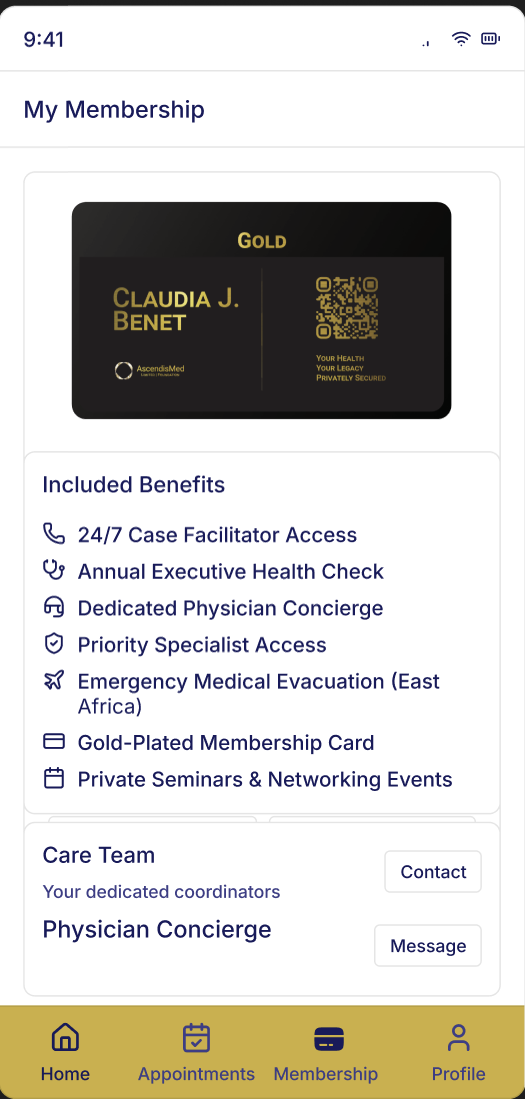 9:41
My Membership
GOLD
CLAUDIA J.
BENET
AscendisMed
YOUR HEALTH
YOUR LEGACY
PRIVATELY SECURED
Included Benefits
24/7 Case Facilitator Access
Annual Executive Health Check
Dedicated Physician Concierge
Priority Specialist Access
Emergency Medical Evacuation (East
Africa)
Gold-Plated Membership Card
Private Seminars & Networking Events
Care Team
Contact
Your dedicated coordinators
Physician Concierge
Message
Home
Appointments
Membership
Profile